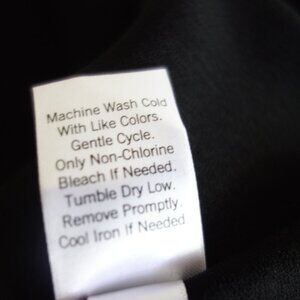 Machine Wash Cold
With Like Colors.
Gentle Cycle.
Only Non-Chlorine
Bleach If Needed.
Tumble Dry Low.
Remove Promptly.
Cool Iron If Needed